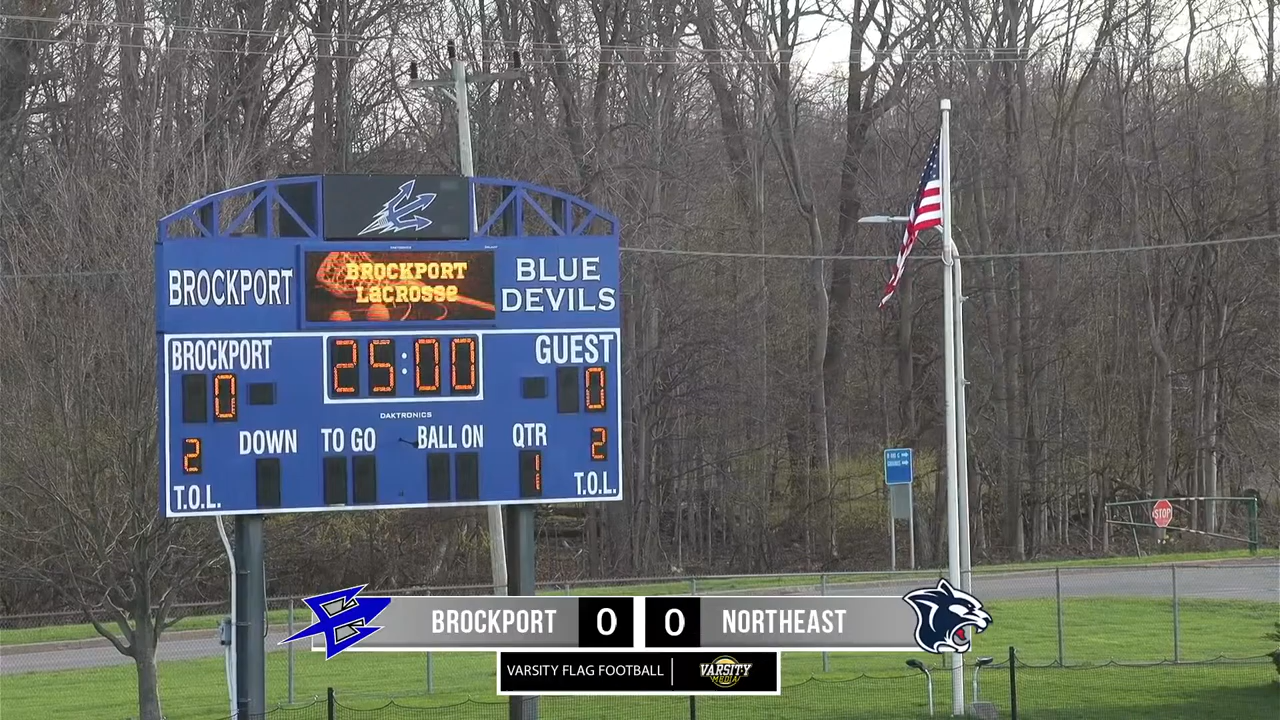 BROCKPORT
BROCKPORT
LACROSSE
BLUE
DEVILS
BROCKPORT
25:00
GUEST
0
0
DAKTRONICS
DOWN
TO GO
BALL ON
QTR
2
1
2
T.O.L.
T.O.L.
STOP
BROCKPORT
0
0
NORTHEAST
VARSITY FLAG FOOTBALL
VARSITY
MEDIA